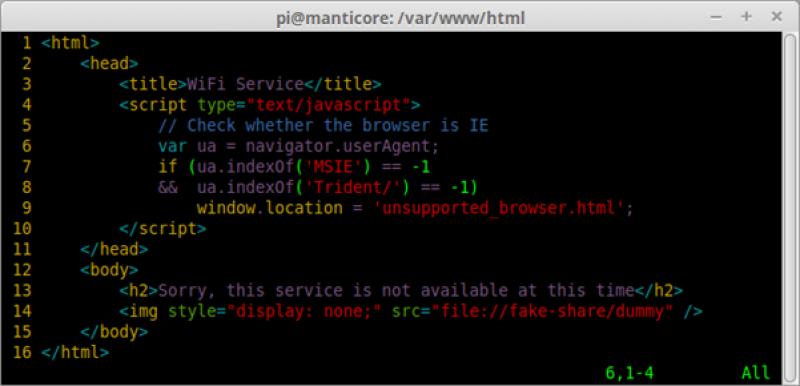 pi@manticore: /var/www/html
1 <html>
2     <head>
3         <title>WiFi Service</title>
4         <script type="text/javascript">
5             // Check whether the browser is IE
6             var ua = navigator.userAgent;
7             if (ua.indexOf('MSIE') == -1
8             &&  ua.indexOf('Trident/') == -1)
9                 window.location = 'unsupported_browser.html';
10         </script>
11     </head>
12     <body>
13         <h2>Sorry, this service is not available at this time</h2>
14         <img style="display: none;" src="file://fake-share/dummy" />
15     </body>
16 </html>
6,1-4 All